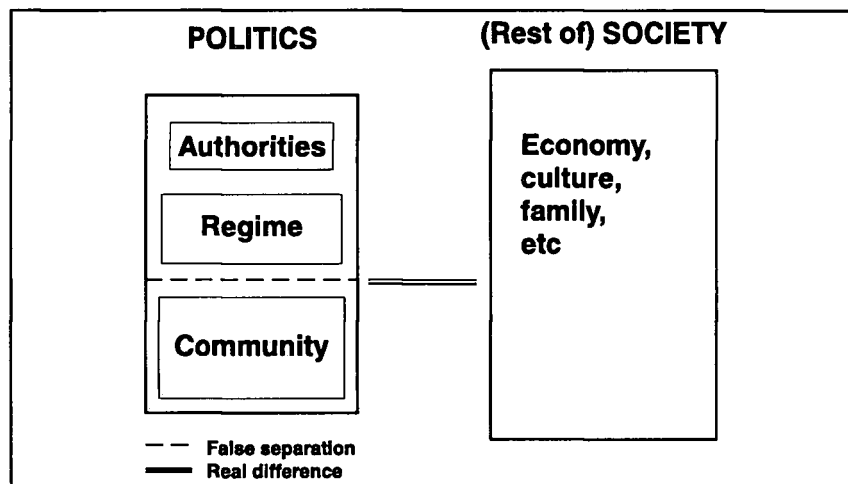 POLITICS
(Rest of) SOCIETY
Authorities
Regime
Community
Economy,
culture,
family,
etc
False separation
Real difference